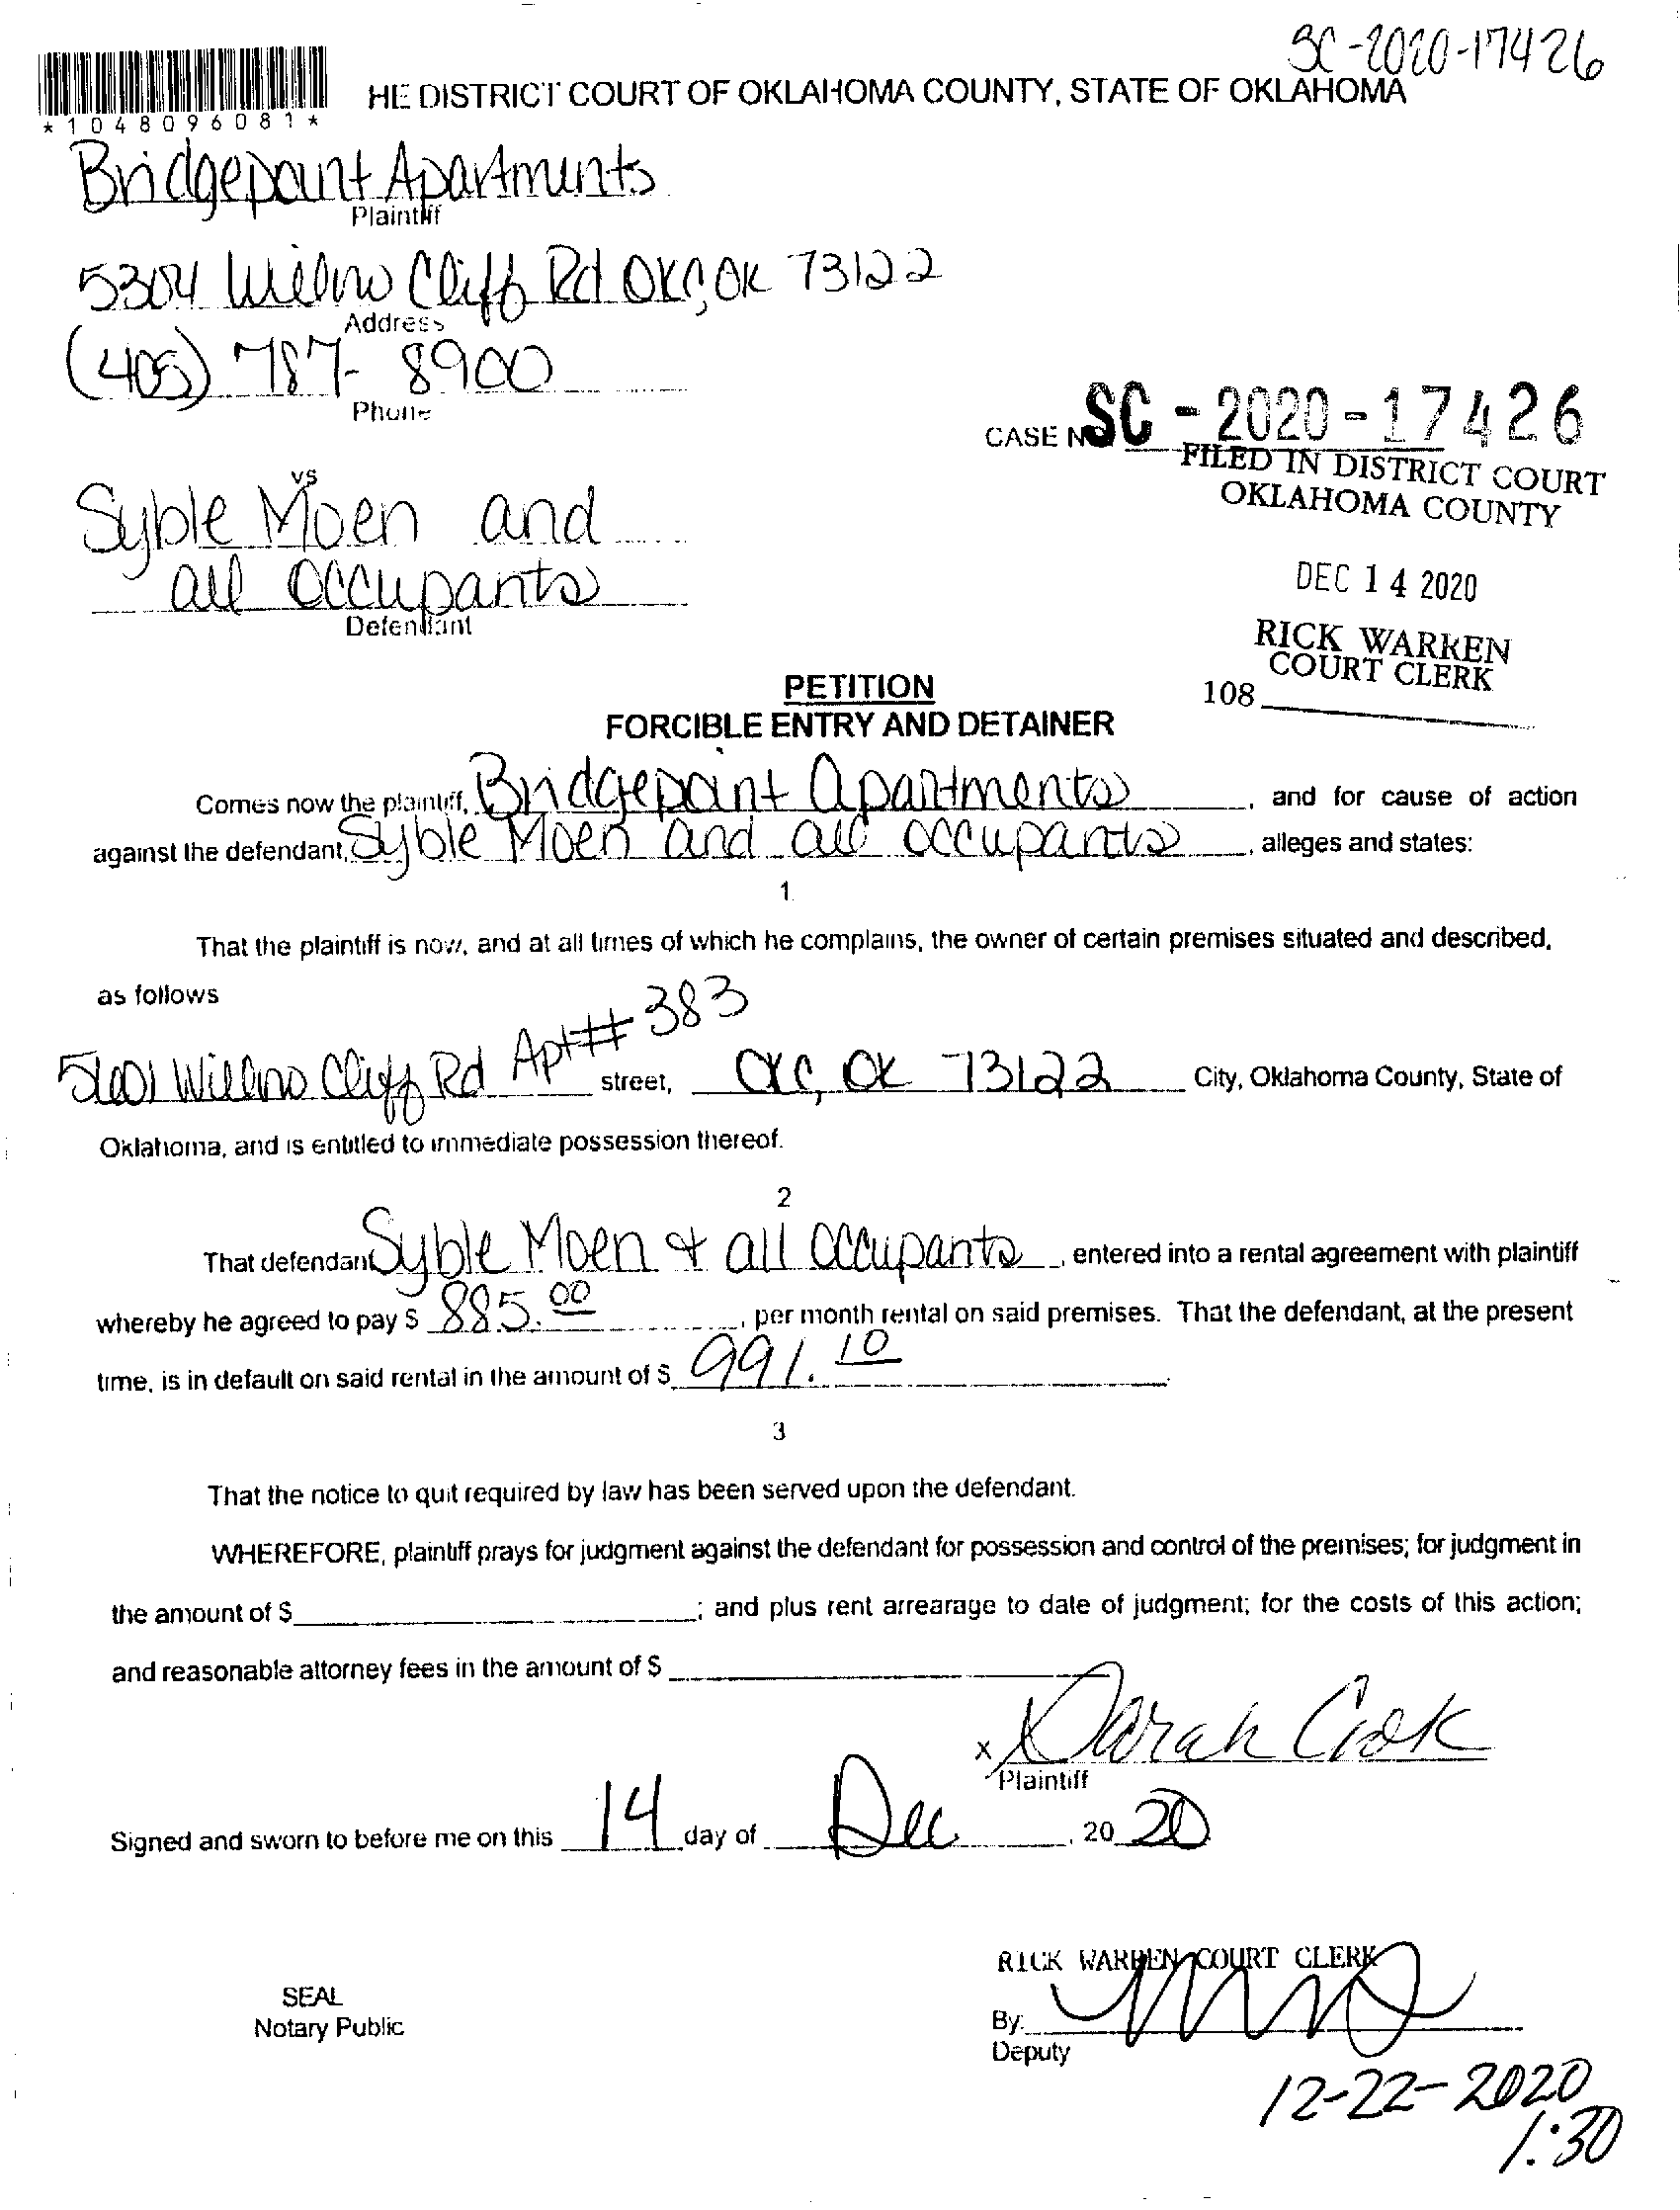 SC-2020-17426
HE DISTRICT COURT OF OKLAHOMA COUNTY, STATE OF OKLAHOMA
*1048096081*
Bridgepoint Apartments
Plaintiff
5304 Willow Cliff Rd OKC, OK 73122
Address
(405) 787-8900
Phone
CASE NO SC-2020-17426
FILED IN DISTRICT COURT
OKLAHOMA COUNTY
vs
Syble Moen and
all occupants
Defendant
DEC 14 2020
RICK WARREN
COURT CLERK
108
PETITION
FORCIBLE ENTRY AND DETAINER
Comes now the plaintiff, Bridgepoint Apartments, and for cause of action
against the defendant, Syble Moen and all occupants, alleges and states:
1.
That the plaintiff is now, and at all times of which he complains, the owner of certain premises situated and described,
as follows
5601 Willow Cliff Rd Apt # 383 street, OKC, OK 73122 City, Oklahoma County, State of
Oklahoma, and is entitled to immediate possession thereof.
2
That defendant Syble Moen & all occupants, entered into a rental agreement with plaintiff
whereby he agreed to pay $ 885.00, per month rental on said premises. That the defendant, at the present
time, is in default on said rental in the amount of $ 991.10
3
That the notice to quit required by law has been served upon the defendant.
WHEREFORE, plaintiff prays for judgment against the defendant for possession and control of the premises; for judgment in
the amount of $ ; and plus rent arrearage to date of judgment; for the costs of this action;
and reasonable attorney fees in the amount of $
x Sarah Cook
Plaintiff
Signed and sworn to before me on this 14 day of Dec, 2020
RICK WARREN COURT CLERK
SEAL
Notary Public
By:
Deputy
12-22-2020
1:30